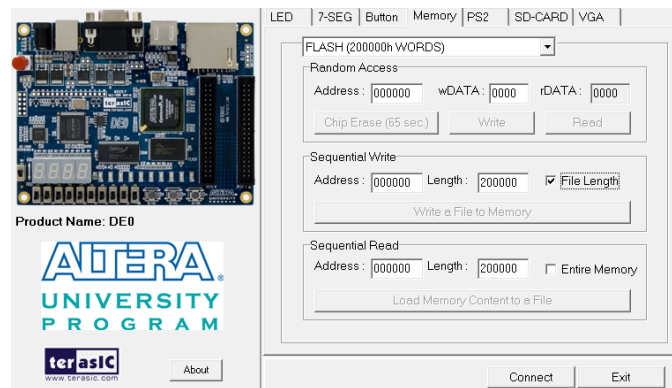 LED 7-SEG Button Memory PS2 SD-CARD VGA
FLASH (200000h WORDS)
Random Access
Address : 000000 wDATA : 0000 rDATA : 0000
Chip Erase (65 sec.) Write Read
Sequential Write
Address : 000000 Length : 200000 File Length
Write a File to Memory
Sequential Read
Address : 000000 Length : 200000 Entire Memory
Load Memory Content to a File
Connect Exit
terasIC
DE0
8888
Product Name: DE0
ALTERA®
UNIVERSITY
PROGRAM
terasIC
www.terasic.com
About